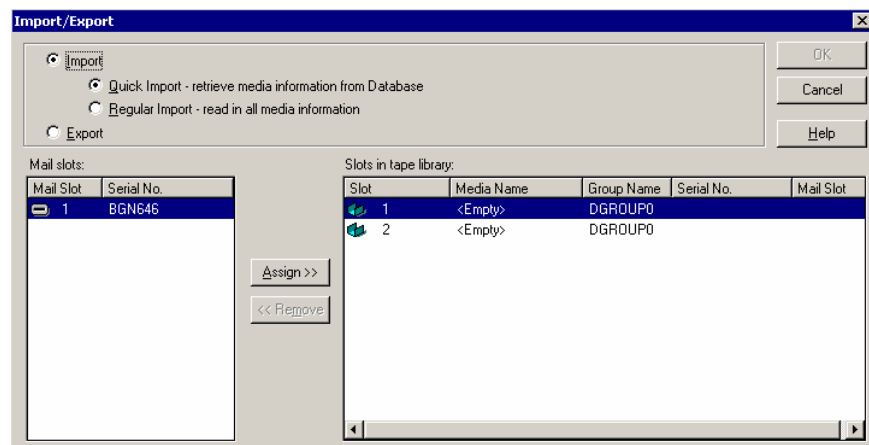 Import/Export
Import
Quick Import - retrieve media information from Database
Regular Import - read in all media information
Export
OK
Cancel
Help
Mail slots:
Mail Slot Serial No.
1 BGN646
Assign >>
<< Remove
Slots in tape library:
Slot Media Name Group Name Serial No. Mail Slot
1 <Empty> DGROUP0
2 <Empty> DGROUP0